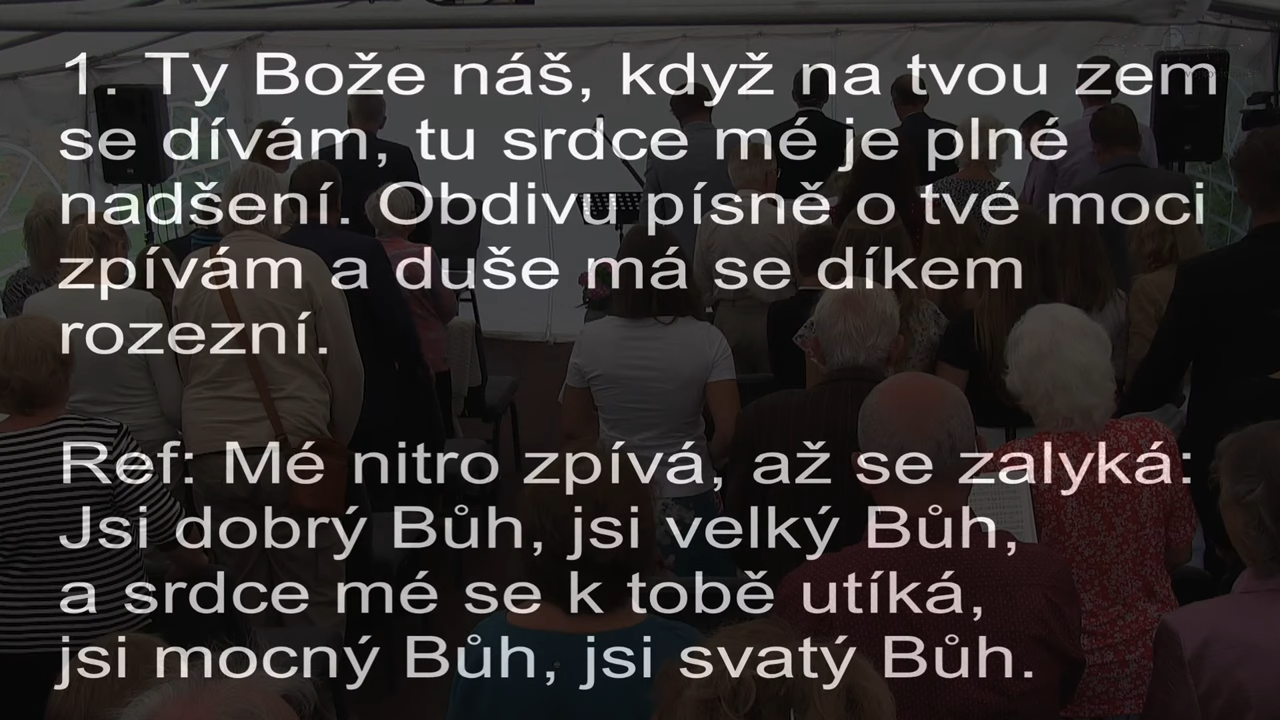 1. Ty Bože náš, když na tvou zem
se dívám, tu srdce mé je plné
nadšení. Obdivu písně o tvé moci
zpívám a duše má se díkem
rozezní.
Ref: Mé nitro zpívá, až se zalyká:
Jsi dobrý Bůh, jsi velký Bůh,
a srdce mé se k tobě utíká,
jsi mocný Bůh, jsi svatý Bůh.